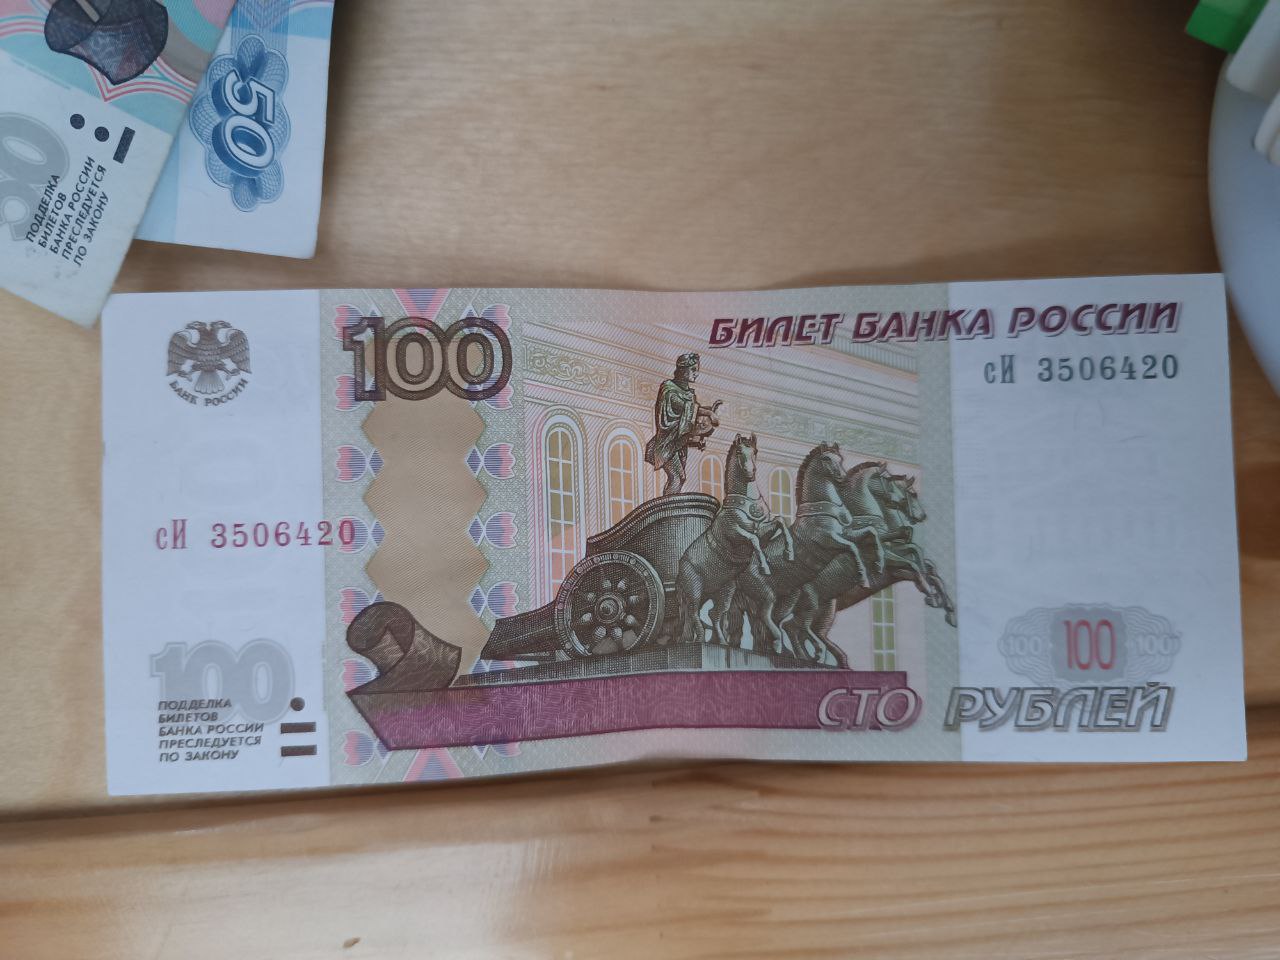 50
ПОДДЕЛКА
БИЛЕТОВ
БАНКА РОССИИ
ПРЕСЛЕДУЕТСЯ
ПО ЗАКОНУ
100
БИЛЕТ БАНКА РОССИИ
сИ 3506420
БАНК РОССИИ
сИ 3506420
100
100 100 100
СТО РУБЛЕЙ
ПОДДЕЛКА
БИЛЕТОВ
БАНКА РОССИИ
ПРЕСЛЕДУЕТСЯ
ПО ЗАКОНУ